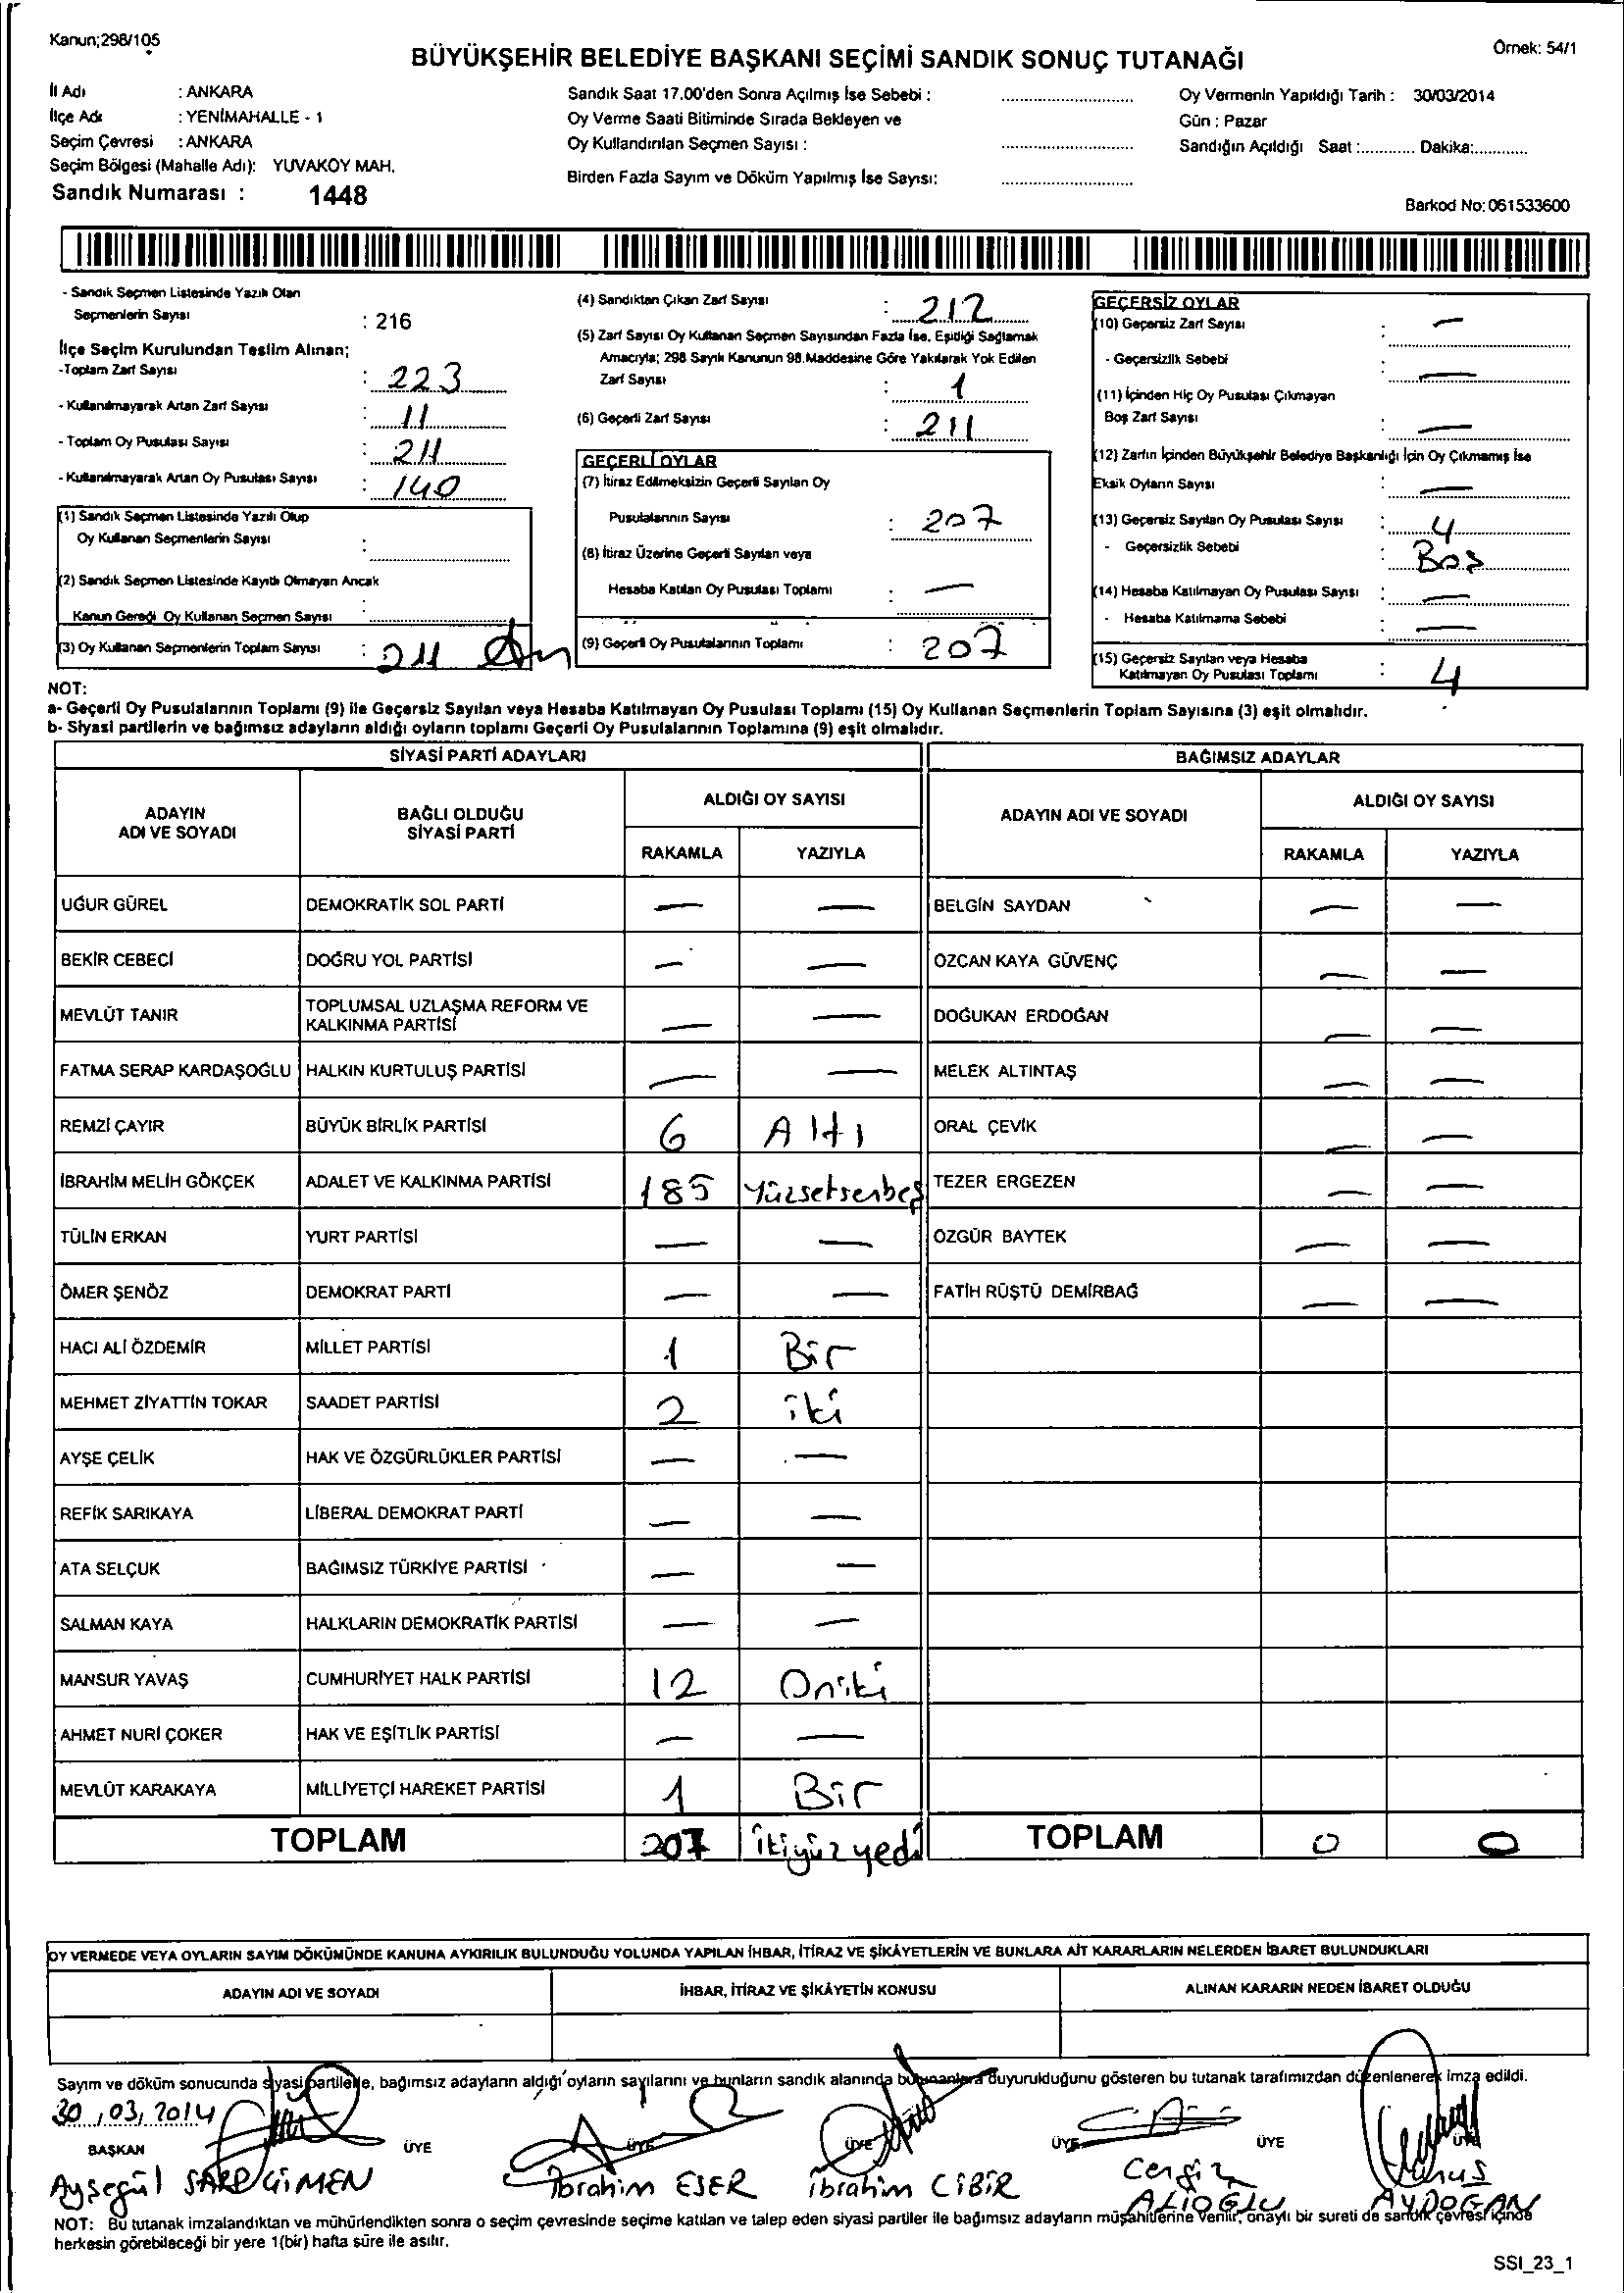 Kanun;298/105
BÜYÜKŞEHİR BELEDİYE BAŞKANI SEÇİMİ SANDIK SONUÇ TUTANAĞI
Örnek: 54/1
İl Adı : ANKARA
İlçe Adı : YENİMAHALLE - 1
Seçim Çevresi : ANKARA
Seçim Bölgesi (Mahalle Adı): YUVAKÖY MAH.
Sandık Numarası : 1448
Sandık Saat 17.00'den Sonra Açılmış İse Sebebi : ............................
Oy Verme Saati Bitiminde Sırada Bekleyen ve
Oy Kullandırılan Seçmen Sayısı : ............................
Birden Fazla Sayım ve Döküm Yapılmış İse Sayısı: ............................
Oy Vermenin Yapıldığı Tarih : 30/03/2014
Gün : Pazar
Sandığın Açıldığı Saat :............ Dakika:............
Barkod No: 061533600
- Sandık Seçmen Listesinde Yazılı Olan
Seçmenlerin Sayısı : 216
İlçe Seçim Kurulundan Teslim Alınan;
-Toplam Zarf Sayısı : 223
- Kullanılmayarak Artan Zarf Sayısı : 11
- Toplam Oy Pusulası Sayısı : 211
- Kullanılmayarak Artan Oy Pusulası Sayısı : 140
(1) Sandık Seçmen Listesinde Yazılı Olup
Oy Kullanan Seçmenlerin Sayısı :
(2) Sandık Seçmen Listesinde Kayıtlı Olmayan Ancak
Kanun Gereği Oy Kullanan Seçmen Sayısı :
(3) Oy Kullanan Seçmenlerin Toplam Sayısı : 211
(4) Sandıktan Çıkan Zarf Sayısı : 212
(5) Zarf Sayısı Oy Kullanan Seçmen Sayısından Fazla İse, Eşitliği Sağlamak
Amacıyla; 298 Sayılı Kanunun 98.Maddesine Göre Yakılarak Yok Edilen
Zarf Sayısı : 1
(6) Geçerli Zarf Sayısı : 211
GEÇERLİ OYLAR
(7) İtiraz Edilmeksizin Geçerli Sayılan Oy
Pusulalarının Sayısı : 207
(8) İtiraz Üzerine Geçerli Sayılan veya
Hesaba Katılan Oy Pusulası Toplamı : —
(9) Geçerli Oy Pusulalarının Toplamı : 207
GEÇERSİZ OYLAR
(10) Geçersiz Zarf Sayısı : —
- Geçersizlik Sebebi : —
(11) İçinden Hiç Oy Pusulası Çıkmayan
Boş Zarf Sayısı : —
(12) Zarfın İçinden Büyükşehir Belediye Başkanlığı İçin Oy Çıkmamış İse
Eksik Oyların Sayısı : —
(13) Geçersiz Sayılan Oy Pusulası Sayısı : 4
- Geçersizlik Sebebi : Boş
(14) Hesaba Katılmayan Oy Pusulası Sayısı : —
- Hesaba Katılmama Sebebi : —
(15) Geçersiz Sayılan veya Hesaba
Katılmayan Oy Pusulası Toplamı : 4
NOT:
a- Geçerli Oy Pusulalarının Toplamı (9) ile Geçersiz Sayılan veya Hesaba Katılmayan Oy Pusulası Toplamı (15) Oy Kullanan Seçmenlerin Toplam Sayısına (3) eşit olmalıdır.
b- Siyasi partilerin ve bağımsız adayların aldığı oyların toplamı Geçerli Oy Pusulalarının Toplamına (9) eşit olmalıdır.
SİYASİ PARTİ ADAYLARI BAĞIMSIZ ADAYLAR
ADAYIN ADI VE SOYADI BAĞLI OLDUĞU SİYASİ PARTİ ALDIĞI OY SAYISI ADAYIN ADI VE SOYADI ALDIĞI OY SAYISI
RAKAMLA YAZIYLA RAKAMLA YAZIYLA
UĞUR GÜREL DEMOKRATİK SOL PARTİ — — BELGİN SAYDAN — —
BEKİR CEBECİ DOĞRU YOL PARTİSİ — — ÖZCAN KAYA GÜVENÇ — —
MEVLÜT TANIR TOPLUMSAL UZLAŞMA REFORM VE KALKINMA PARTİSİ — — DOĞUKAN ERDOĞAN — —
FATMA SERAP KARDAŞOĞLU HALKIN KURTULUŞ PARTİSİ — — MELEK ALTINTAŞ — —
REMZİ ÇAYIR BÜYÜK BİRLİK PARTİSİ 6 Altı ORAL ÇEVİK — —
İBRAHİM MELİH GÖKÇEK ADALET VE KALKINMA PARTİSİ 185 Yüzsetsenbeş TEZER ERGEZEN — —
TÜLİN ERKAN YURT PARTİSİ — — ÖZGÜR BAYTEK — —
ÖMER ŞENÖZ DEMOKRAT PARTİ — — FATİH RÜŞTÜ DEMİRBAĞ — —
HACI ALİ ÖZDEMİR MİLLET PARTİSİ 1 Bir
MEHMET ZİYATTİN TOKAR SAADET PARTİSİ 2 iki
AYŞE ÇELİK HAK VE ÖZGÜRLÜKLER PARTİSİ — —
REFİK SARIKAYA LİBERAL DEMOKRAT PARTİ — —
ATA SELÇUK BAĞIMSIZ TÜRKİYE PARTİSİ — —
SALMAN KAYA HALKLARIN DEMOKRATİK PARTİSİ — —
MANSUR YAVAŞ CUMHURİYET HALK PARTİSİ 12 Oniki
AHMET NURİ ÇOKER HAK VE EŞİTLİK PARTİSİ — —
MEVLÜT KARAKAYA MİLLİYETÇİ HAREKET PARTİSİ 1 Bir
TOPLAM 207 ikiyüz yedi TOPLAM 0 0
OY VERMEDE VEYA OYLARIN SAYIM DÖKÜMÜNDE KANUNA AYKIRILIK BULUNDUĞU YOLUNDA YAPILAN İHBAR, İTİRAZ VE ŞİKÂYETLERİN VE BUNLARA AİT KARARLARIN NELERDEN İBARET BULUNDUKLARI
ADAYIN ADI VE SOYADI İHBAR, İTİRAZ VE ŞİKÂYETİN KONUSU ALINAN KARARIN NEDEN İBARET OLDUĞU
Sayım ve döküm sonucunda siyasi partilerle, bağımsız adayların aldığı oyların sayılarını ve bunların sandık alanında bulunanlara duyurulduğunu gösteren bu tutanak tarafımızdan düzenlenerek imza edildi.
30/03/2014
BAŞKAN ÜYE ÜYE ÜYE ÜYE ÜYE ÜYE
Ayşegül İbrahim ESER İbrahim CİBİR Cengiz ALİOĞLU Yunus AYDOĞAN
NOT: Bu tutanak imzalandıktan ve mühürlendikten sonra o seçim çevresinde seçime katılan ve talep eden siyasi partiler ile bağımsız adayların müşahitlerine verilir, onaylı bir sureti de sandık çevresi içinde
herkesin görebileceği bir yere 1(bir) hafta süre ile asılır.
SSI_23_1